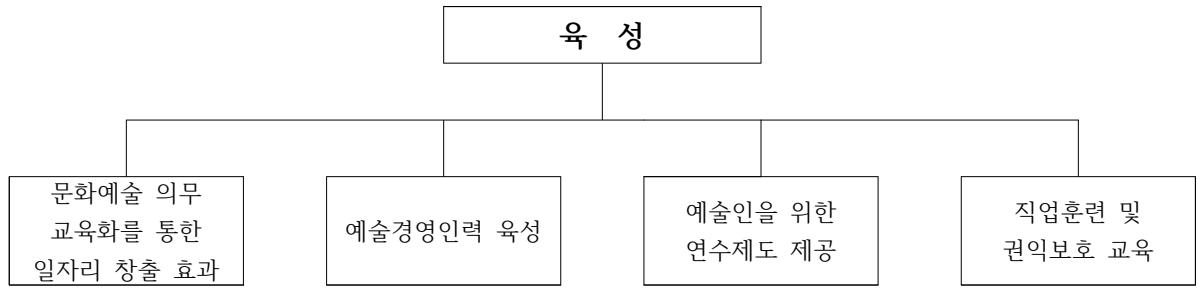 육 성
문화예술 의무
교육화를 통한
일자리 창출 효과
예술경영인력 육성
예술인을 위한
연수제도 제공
직업훈련 및
권익보호 교육